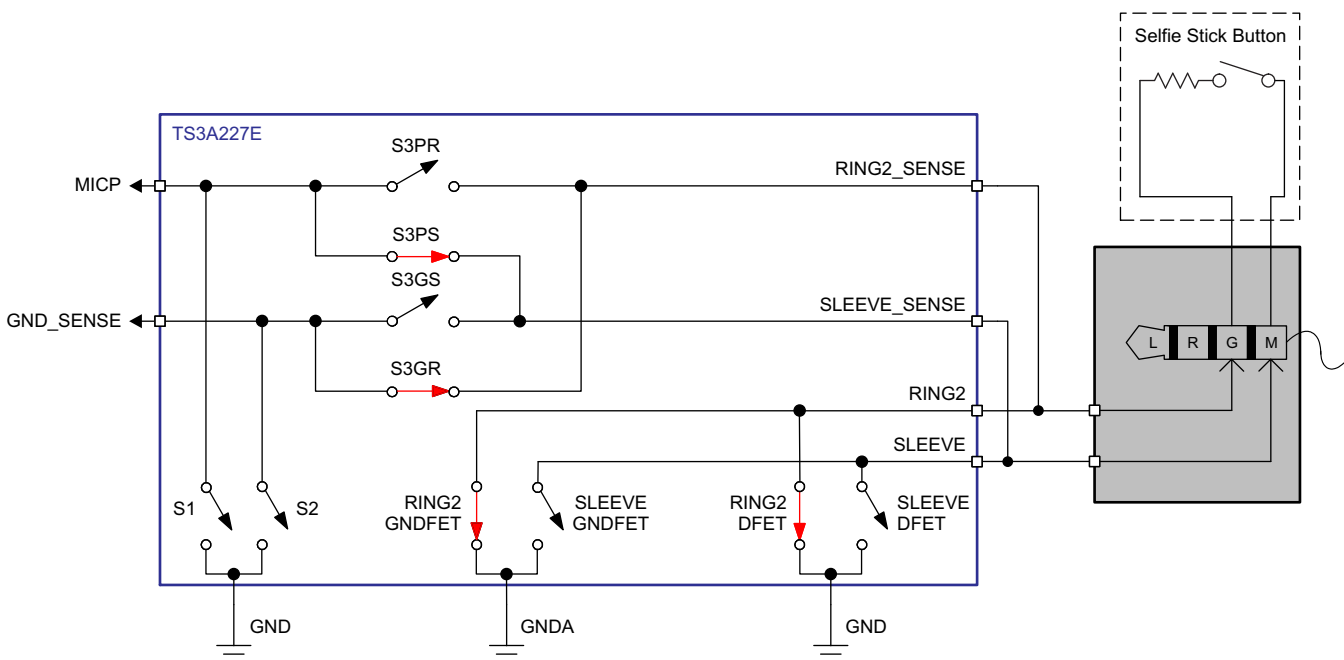 Selfie Stick Button
TS3A227E
S3PR
MICP
RING2_SENSE
S3PS
S3GS
GND_SENSE
SLEEVE_SENSE
L
R
G
M
S3GR
RING2
SLEEVE
S1
S2
RING2
GNDFET
SLEEVE
GNDFET
RING2
DFET
SLEEVE
DFET
GND
GNDA
GND